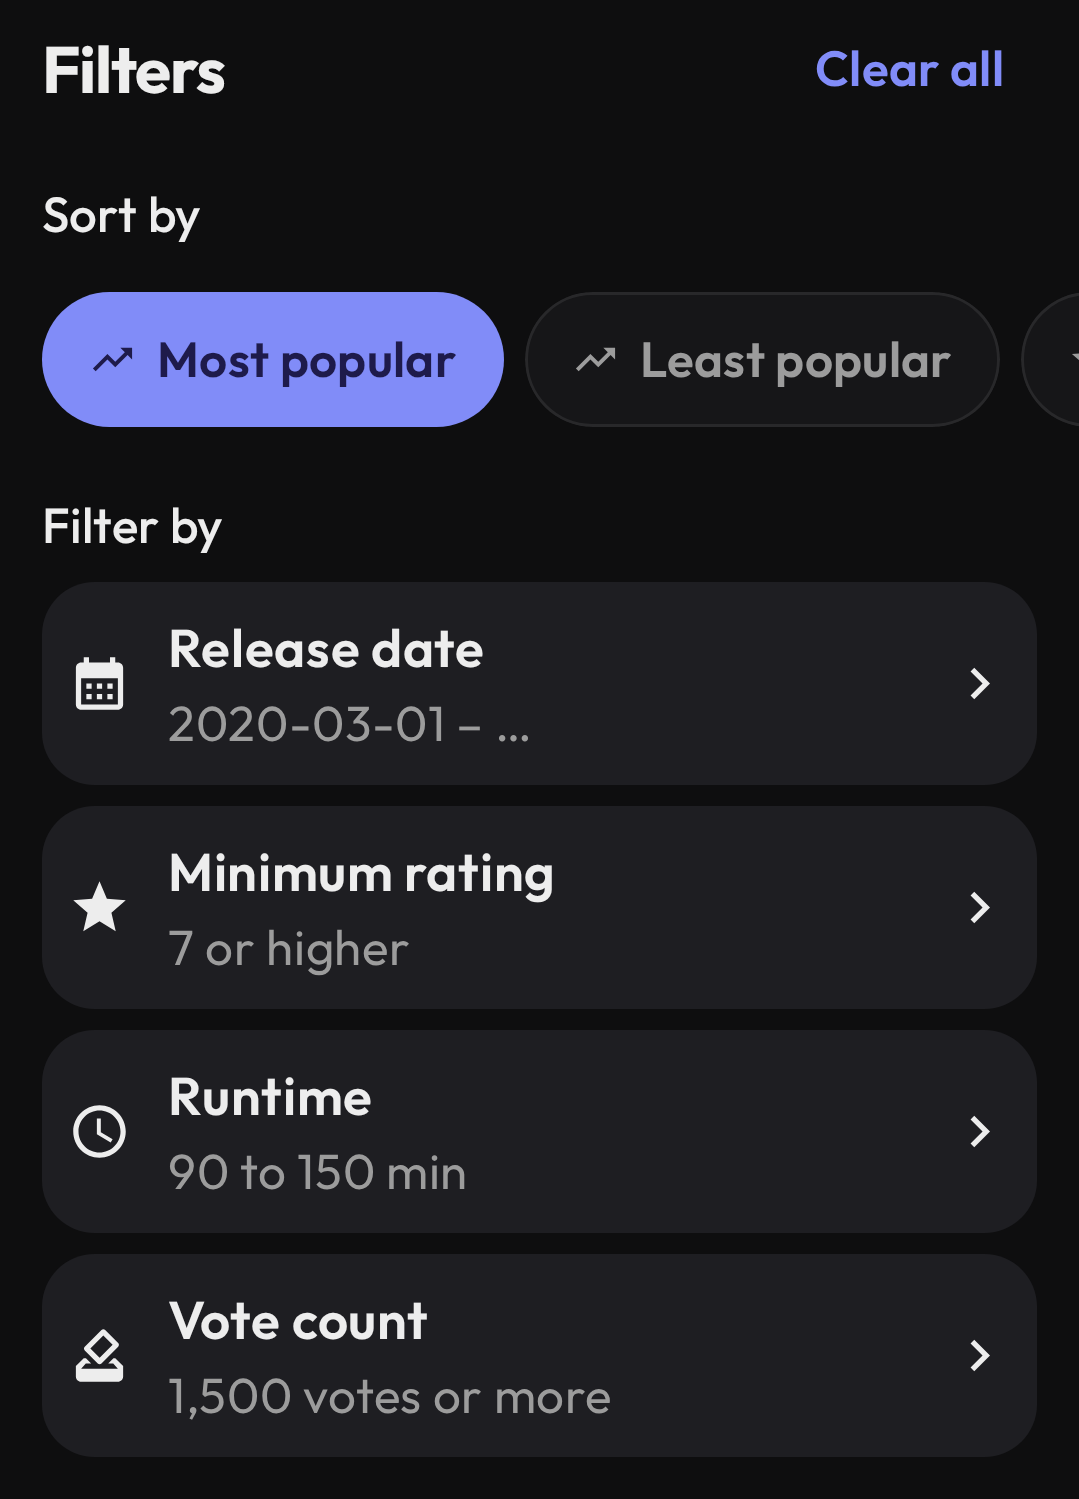 Filters
Clear all
Sort by
Most popular
Least popular
Filter by
Release date
2020-03-01 – ...
Minimum rating
7 or higher
Runtime
90 to 150 min
Vote count
1,500 votes or more